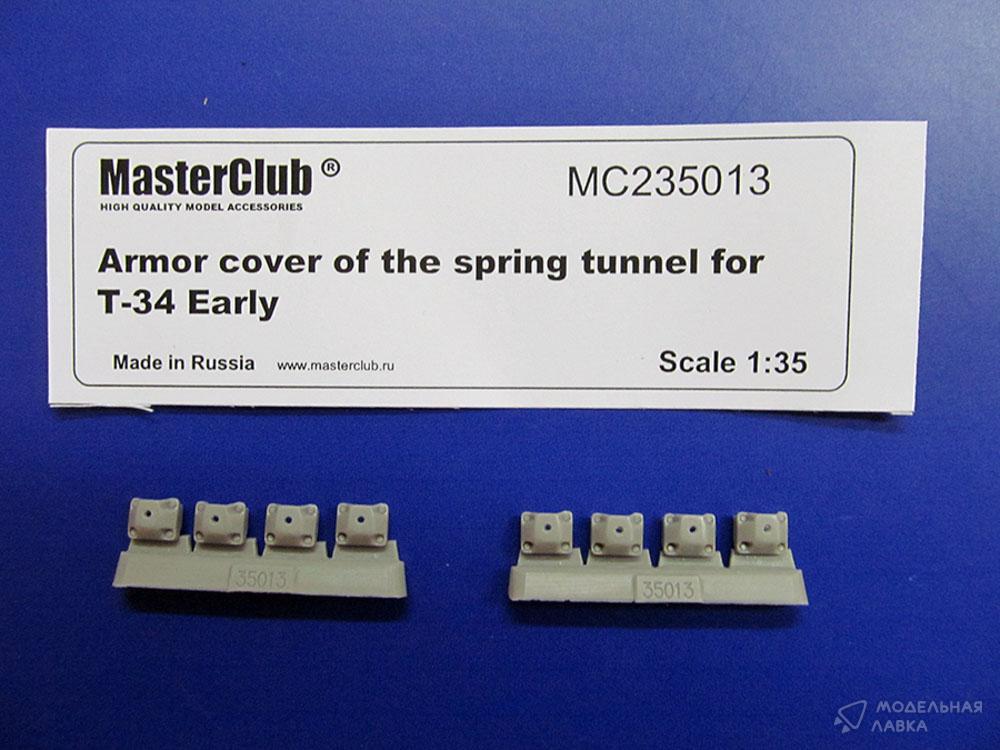 MasterClub ®
MC235013
HIGH QUALITY MODEL ACCESSORIES
Armor cover of the spring tunnel for
T-34 Early
Made in Russia www.masterclub.ru
Scale 1:35
35013
35013
МОДЕЛЬНАЯ
ЛАВКА